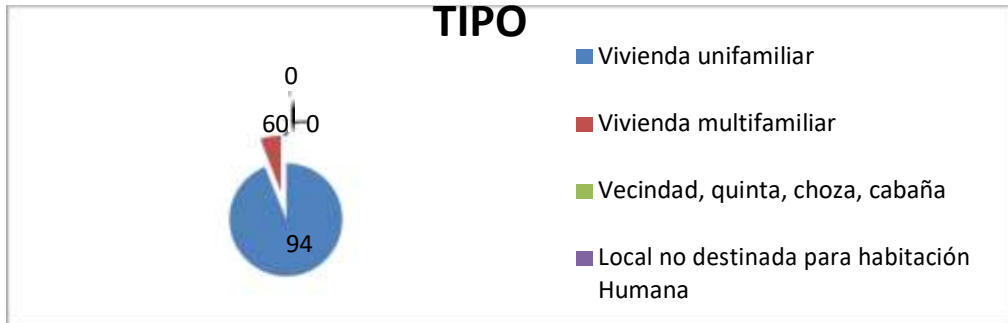 TIPO
0
60 0
94
Vivienda unifamiliar
Vivienda multifamiliar
Vecindad, quinta, choza, cabaña
Local no destinada para habitación
Humana